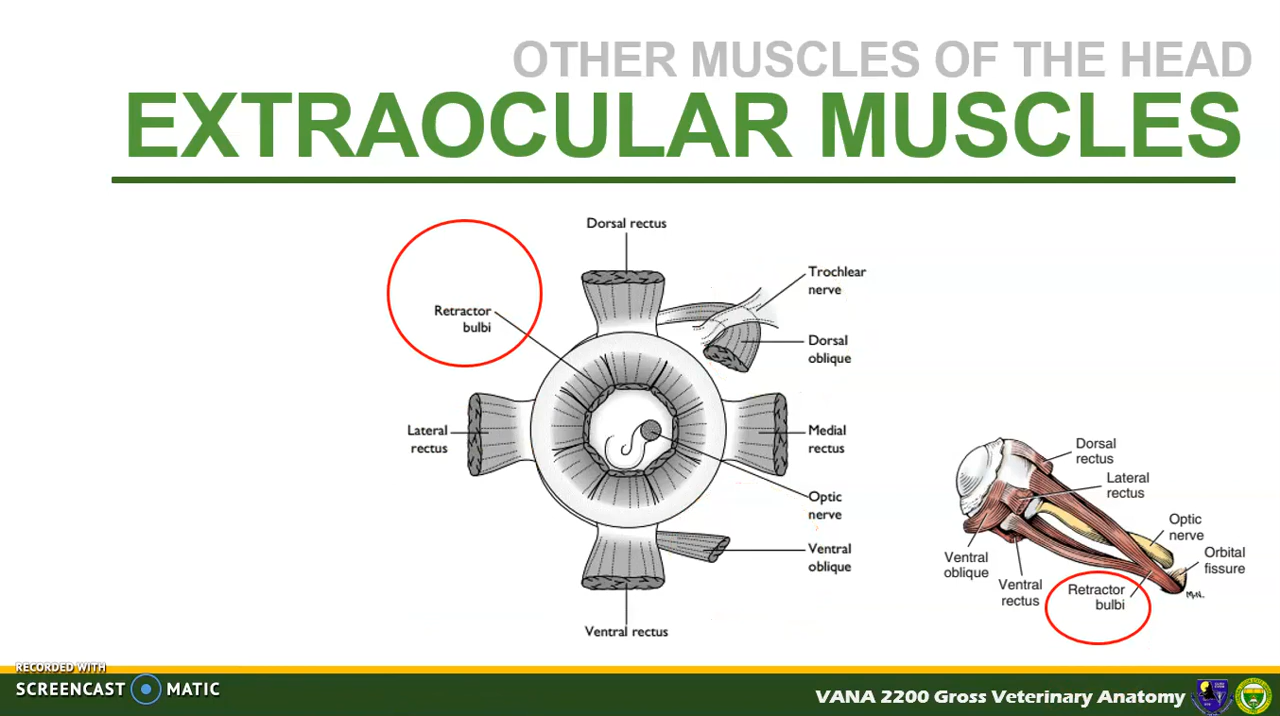 OTHER MUSCLES OF THE HEAD
EXTRAOCULAR MUSCLES
Dorsal rectus
Trochlear
nerve
Retractor
bulbi
Dorsal
oblique
Lateral
rectus
Medial
rectus
Optic
nerve
Ventral
oblique
Ventral rectus
Dorsal
rectus
Lateral
rectus
Optic
nerve
Orbital
fissure
Ventral
oblique
Ventral
rectus
Retractor
bulbi
RECORDED WITH
SCREENCAST MATIC
VANA 2200 Gross Veterinary Anatomy